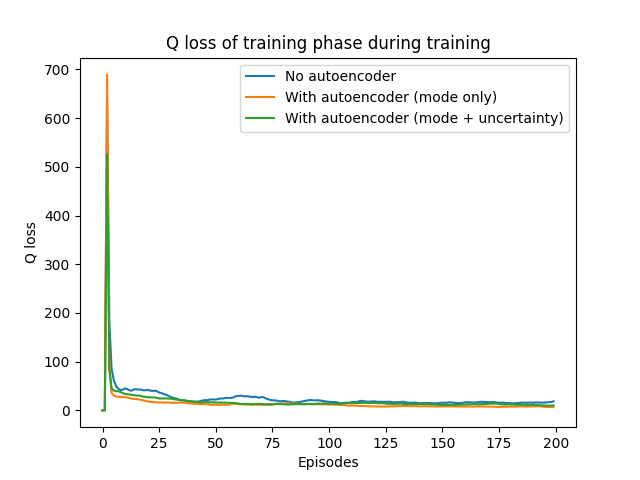 Q loss of training phase during training
No autoencoder
With autoencoder (mode only)
With autoencoder (mode + uncertainty)
Q loss
700
600
500
400
300
200
100
0
0 25 50 75 100 125 150 175 200
Episodes